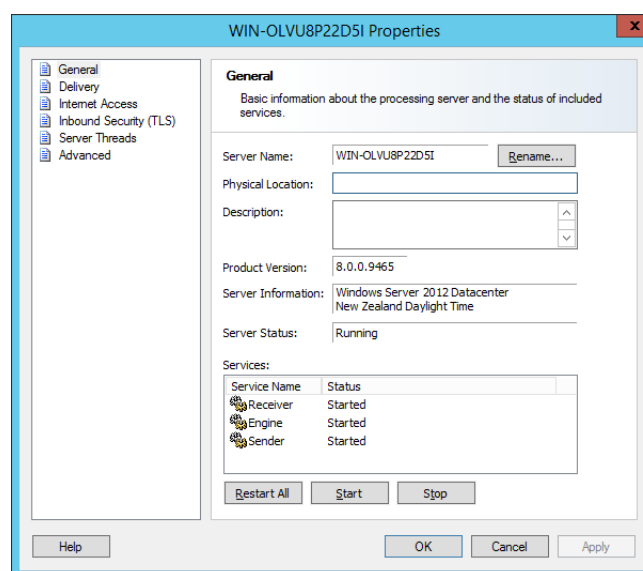 WIN-OLVU8P22D5I Properties
x
General
Delivery
Internet Access
Inbound Security (TLS)
Server Threads
Advanced
General
Basic information about the processing server and the status of included
services.
Server Name: WIN-OLVU8P22D5I Rename...
Physical Location:
Description:
Product Version: 8.0.0.9465
Server Information: Windows Server 2012 Datacenter
New Zealand Daylight Time
Server Status: Running
Services:
Service Name Status
Receiver Started
Engine Started
Sender Started
Restart All Start Stop
Help OK Cancel Apply